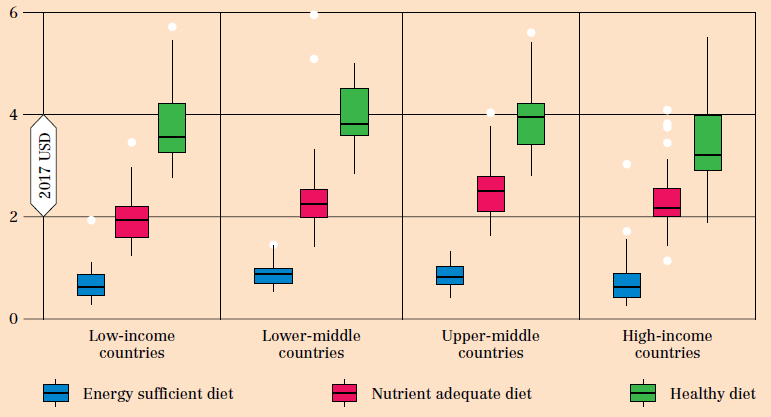 6
4
2017 USD
2
0
Low-income
countries
Lower-middle
countries
Upper-middle
countries
High-income
countries
Energy sufficient diet
Nutrient adequate diet
Healthy diet